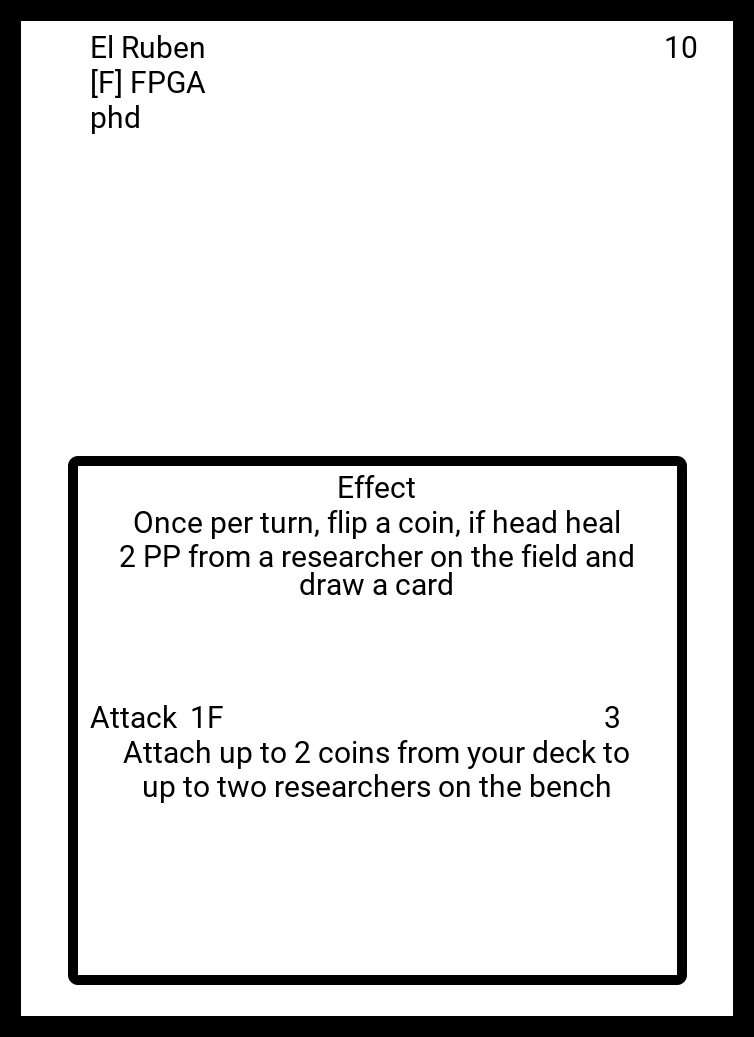 El Ruben 10
[F] FPGA
phd
Effect
Once per turn, flip a coin, if head heal
2 PP from a researcher on the field and
draw a card
Attack 1F 3
Attach up to 2 coins from your deck to
up to two researchers on the bench